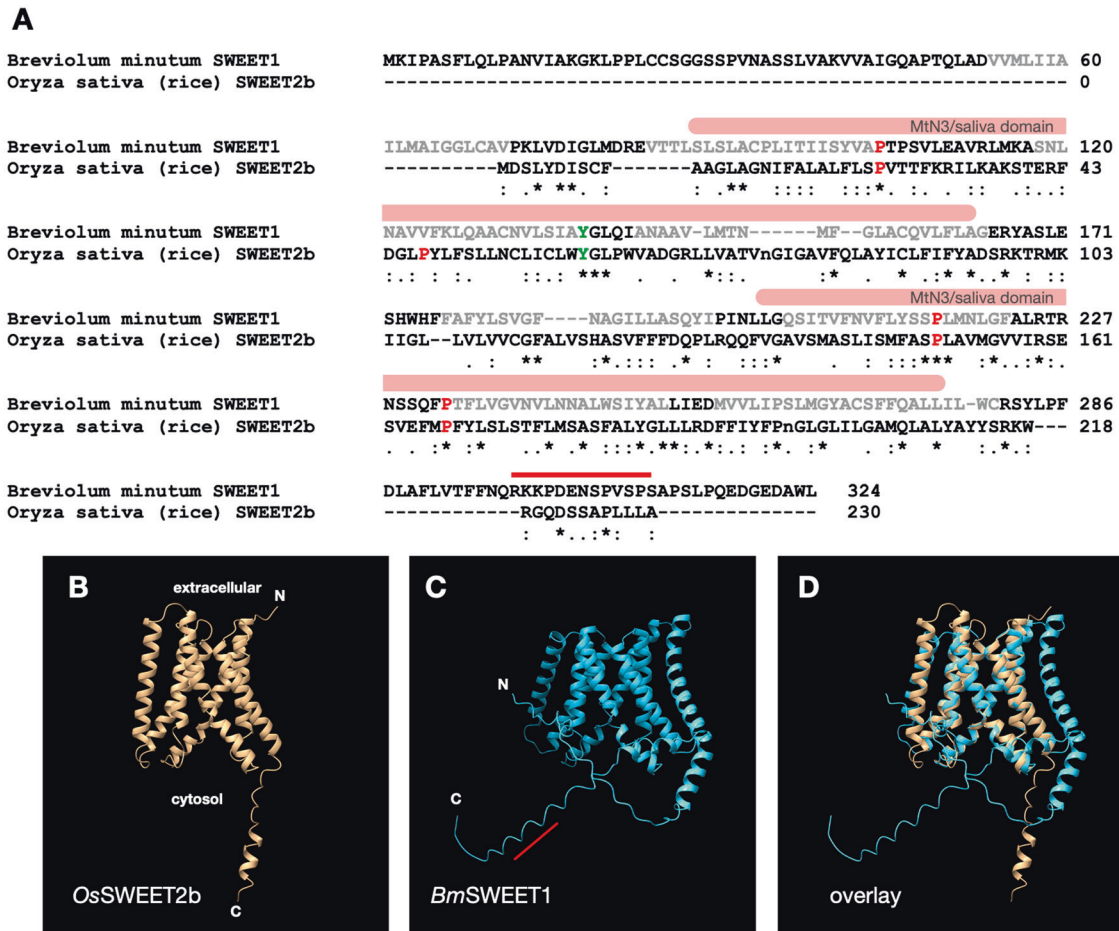 A
Breviolum minutum SWEET1 MKIPASFLQLPANVIAKGKLPPLCCSGGSSPVNASSLVAKVVAIGQAPTQLADVVMLIIA 60
Oryza sativa (rice) SWEET2b ------------------------------------------------------------ 0
MtN3/saliva domain
Breviolum minutum SWEET1 ILMAIGGLCAVPKLVDIGLMDREVTTLSLSLACPLITIISYVAPTPSVLEAVRLMKASNL 120
Oryza sativa (rice) SWEET2b ----------MDSLYDISCF-------AAGLAGNIFALALFLSPVTTFKRILKAKSTERF 43
: . * ** : : . : ** : : : : : : * : . . : : * . : . . :
Breviolum minutum SWEET1 NAVVFKLQAACNVLSIAYGLQIANAAV-LMTN------MF-GLACQVLFLAGERYASLE 171
Oryza sativa (rice) SWEET2b DGLPYLFSLLNCLICLWYGLPWVADGRLLVATVnGIGAVFQLAYICLFIFYADSRKTRMK 103
: . : . : . . : : . : *** . . * : . : * . * : : * . : . . :
MtN3/saliva domain
Breviolum minutum SWEET1 SHWHFFAFYLSVGF----NAGILLASQYIPINLLGQSITVFNVFLYSSPLMNLGFALRTR 227
Oryza sativa (rice) SWEET2b IIGL--LVLVVCGFALVSHASVFFFDQPLRQQFVGAVSMASLISMFASPLAVMGVVIRSE 161
. : ** : * . : : : . * : : : * . : : : *** : * . : * : .
Breviolum minutum SWEET1 NSSQFPTFLVGVNVLNNALWSIYALLIEDMVVLIPSLMGYACSFFQALLIL-WCRSYLPF 286
Oryza sativa (rice) SWEET2b SVEFMPFYLSLSTFLMSASFALYGLLLRDFFIYFPnGLGLILGAMQLALYAYYSRKW--- 218
. . : * : * . . * . * : : * . ** : . * : . : : * : * . : * * : . * . :
Breviolum minutum SWEET1 DLAFLVTFFNQRKKPDENSPVSPSAPSLPQEDGEDAWL 324
Oryza sativa (rice) SWEET2b ------------RGQDSSAPLLLA-------------- 230
: * . . : * : :
B
extracellular
N
cytosol
OsSWEET2b
C
C
N
C
BmSWEET1
D
overlay